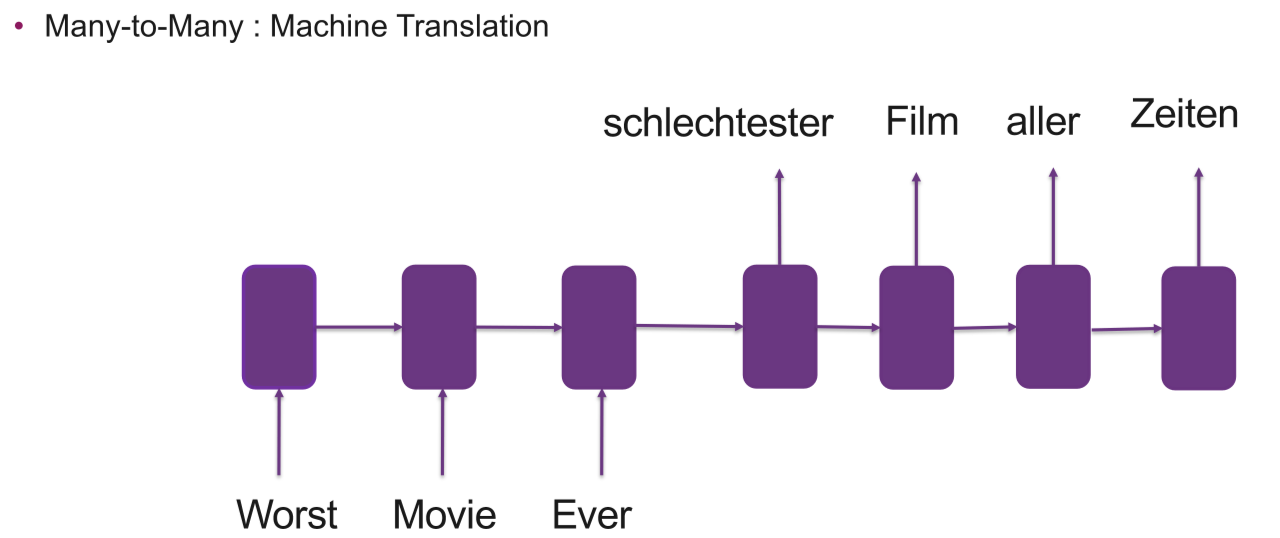 • Many-to-Many : Machine Translation
schlechtester Film aller Zeiten
Worst Movie Ever